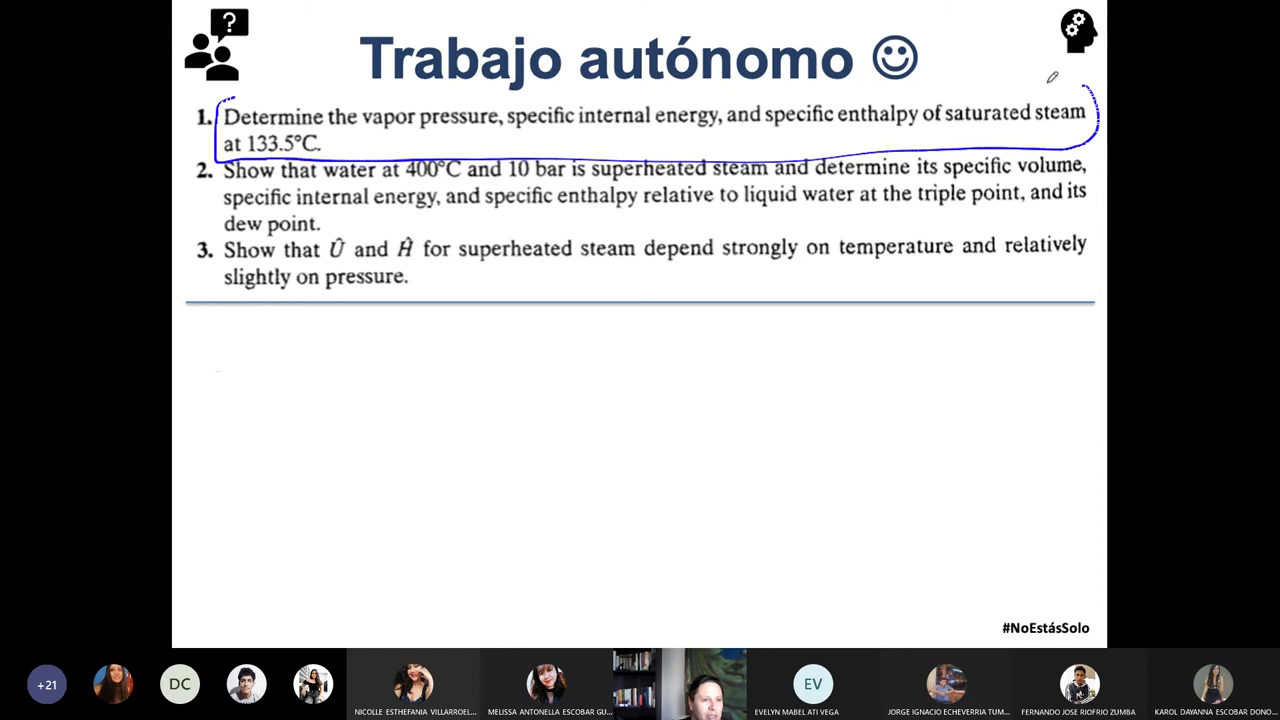 ?
Trabajo autónomo ☺
1. Determine the vapor pressure, specific internal energy, and specific enthalpy of saturated steam
at 133.5°C.
2. Show that water at 400°C and 10 bar is superheated steam and determine its specific volume,
specific internal energy, and specific enthalpy relative to liquid water at the triple point, and its
dew point.
3. Show that Û and Ĥ for superheated steam depend strongly on temperature and relatively
slightly on pressure.
#NoEstásSolo
+21
DC
EV
NICOLLE ESTHEFANIA VILLARROEL...
MELISSA ANTONELLA ESCOBAR GU...
EVELYN MABEL ATI VEGA
JORGE IGNACIO ECHEVERRIA TUM...
FERNANDO JOSE RIOFRIO ZUMBA
KAROL DAYANNA ESCOBAR DONO...